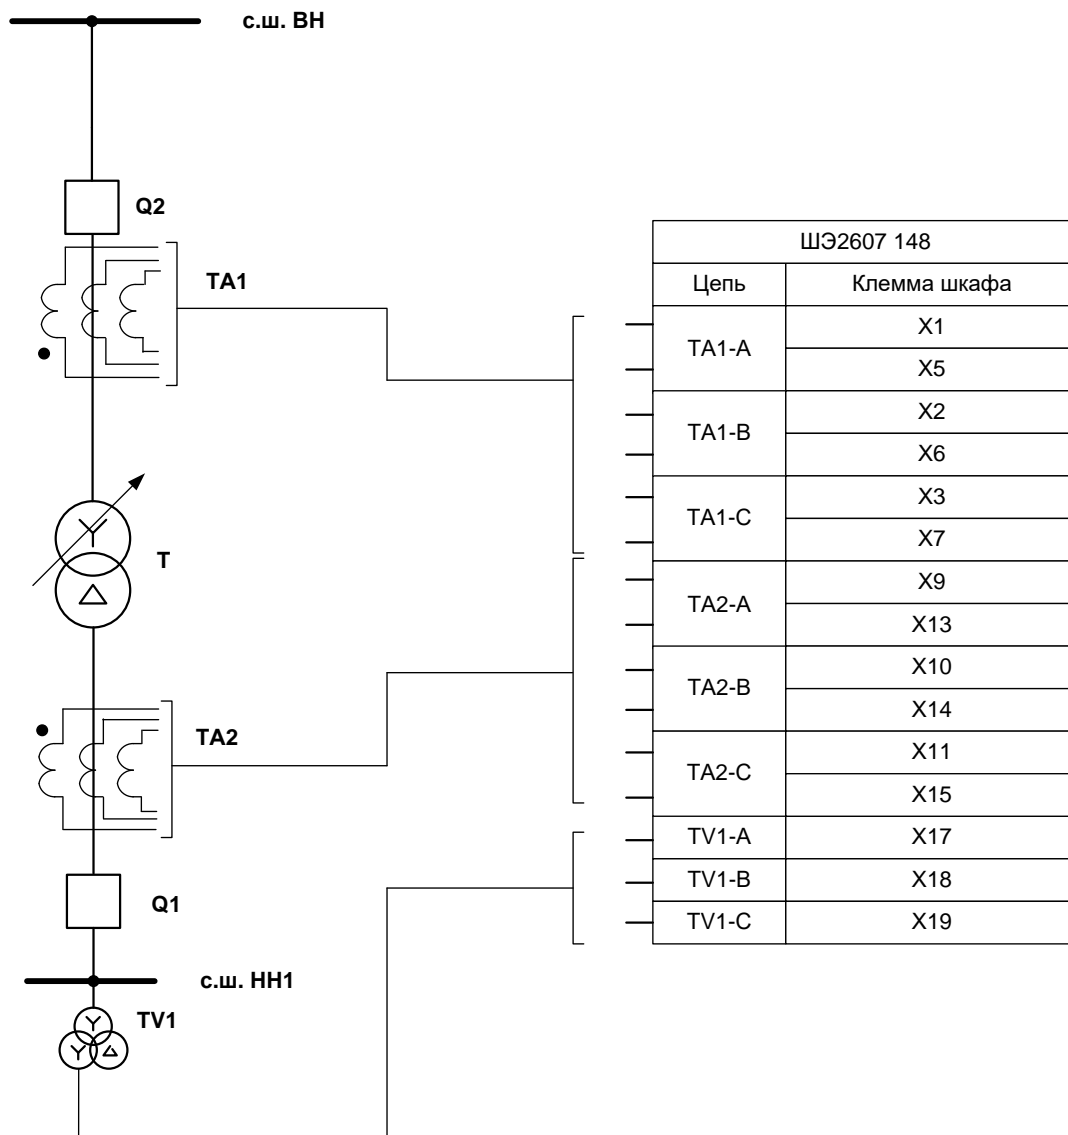 с.ш. ВН
Q2
TA1
T
TA2
Q1
с.ш. НН1
TV1
ШЭ2607 148
Цепь Клемма шкафа
TA1-A X1
X5
TA1-B X2
X6
TA1-C X3
X7
TA2-A X9
X13
TA2-B X10
X14
TA2-C X11
X15
TV1-A X17
TV1-B X18
TV1-C X19